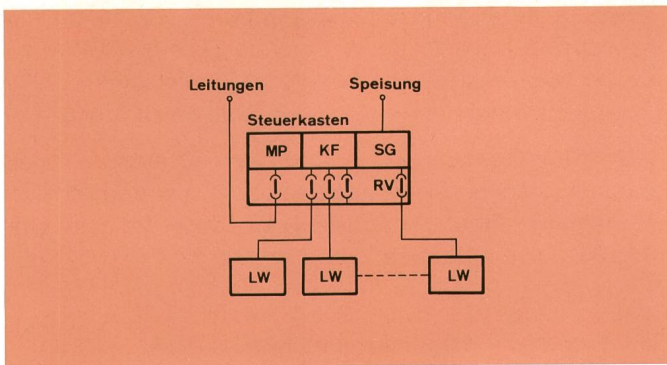 Leitungen Speisung
Steuerkasten
MP KF SG
RV
LW LW LW